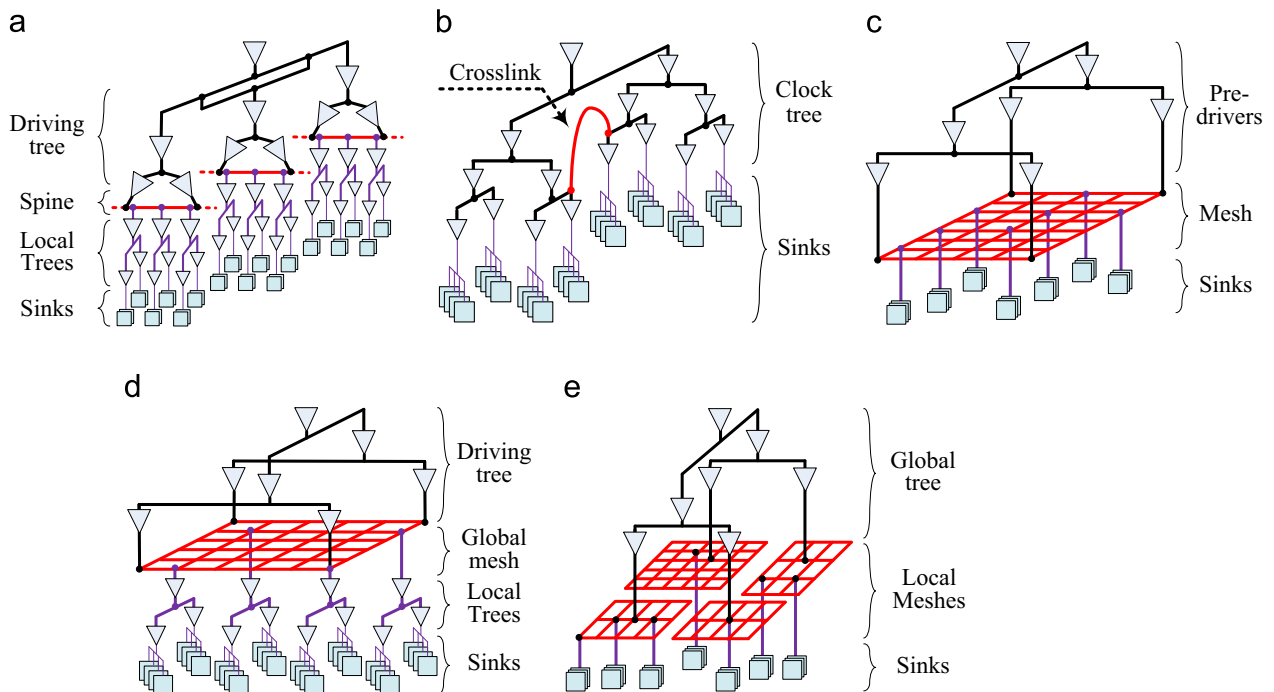 a
Driving
tree
Spine
Local
Trees
Sinks
b
Crosslink
Clock
tree
Sinks
c
Pre-
drivers
Mesh
Sinks
d
Driving
tree
Global
mesh
Local
Trees
Sinks
e
Global
tree
Local
Meshes
Sinks